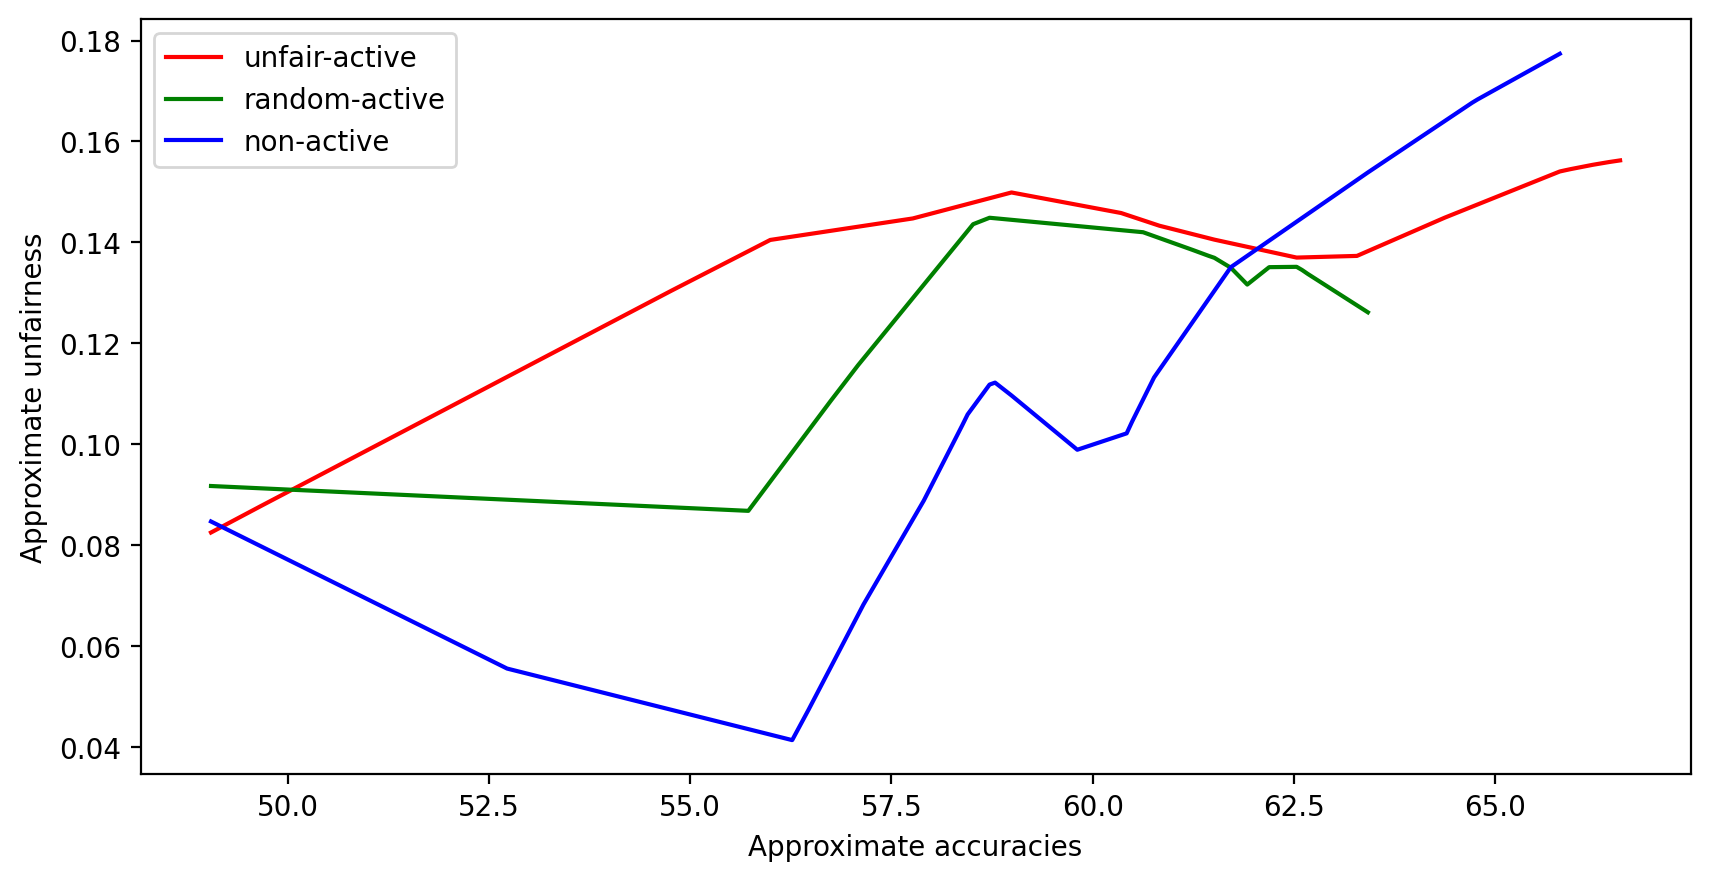 unfair-active
random-active
non-active
Approximate unfairness
0.18
0.16
0.14
0.12
0.10
0.08
0.06
0.04
50.0 52.5 55.0 57.5 60.0 62.5 65.0
Approximate accuracies